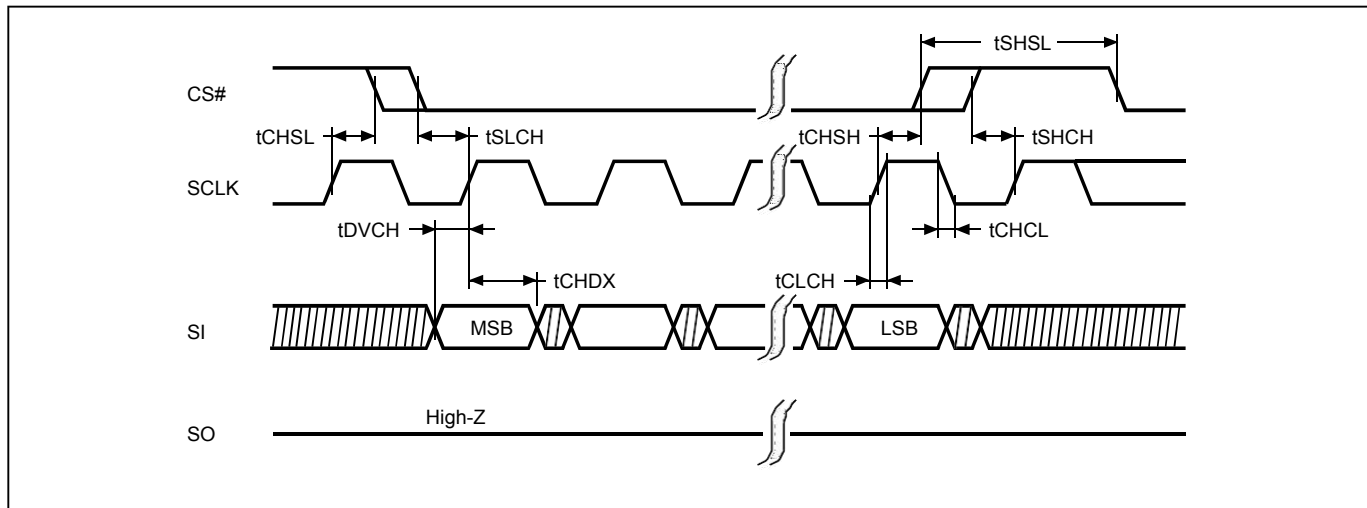 tSHSL
CS#
tCHSL
tSLCH
tCHSH
tSHCH
SCLK
tDVCH
tCHCL
tCHDX
tCLCH
SI
MSB
LSB
High-Z
SO